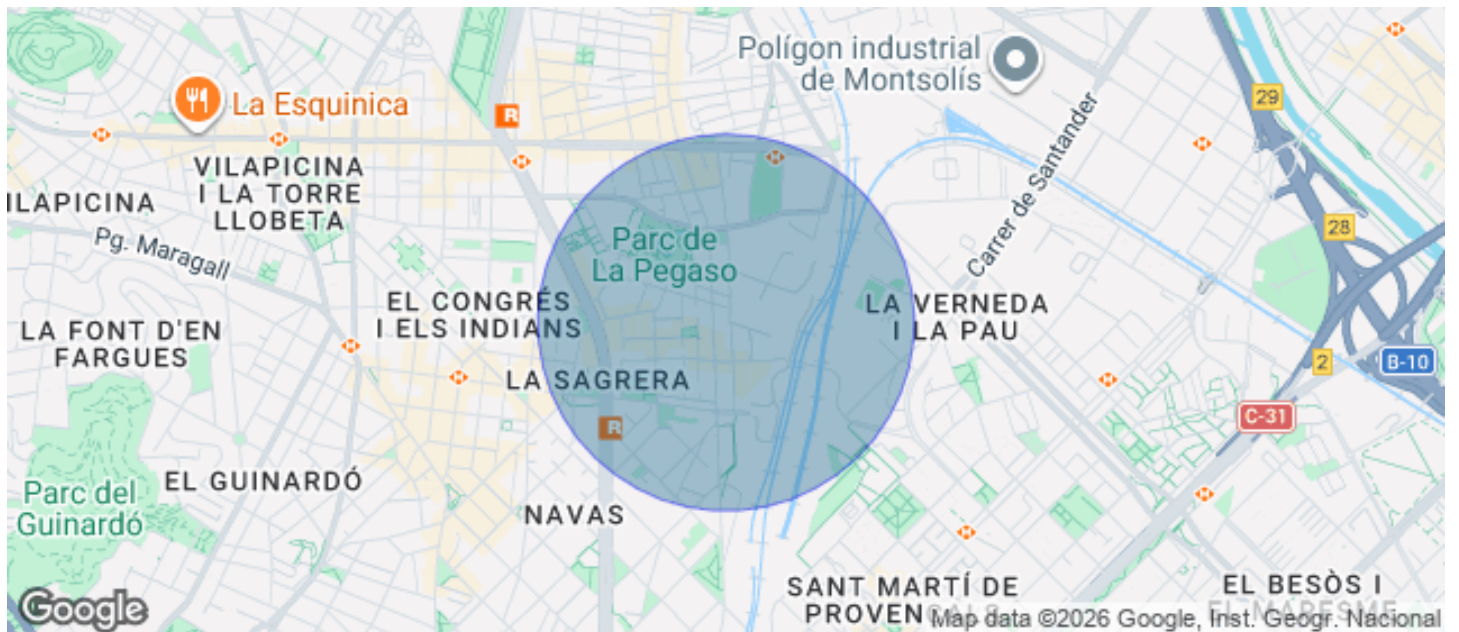 Polígon industrial
de Montsolís
29
La Esquinica
R
VILAPICINA
I LA TORRE
LLOBETA
ILAPICINA
Pg. Maragall
Carrer de Santander
28
Parc de
La Pegaso
EL CONGRÉS
I ELS INDIANS
LA VERNEDA
I LA PAU
LA FONT D'EN
FARGUES
2
B-10
LA SAGRERA
C-31
R
EL GUINARDÓ
Parc del
Guinardó
NAVAS
SANT MARTÍ DE
PROVENÇALS
EL BESÒS I
EL MARESME
Google
Map data ©2026 Google, Inst. Geogr. Nacional